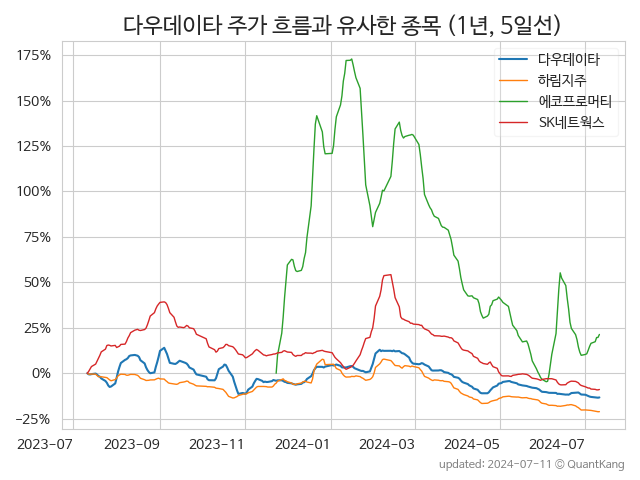 다우데이타 주가 흐름과 유사한 종목 (1년, 5일선)
175%
150%
125%
100%
75%
50%
25%
0%
−25%
다우데이타
하림지주
에코프로머티
SK네트웍스
2023-07
2023-09
2023-11
2024-01
2024-03
2024-05
2024-07
updated: 2024-07-11 © QuantKang